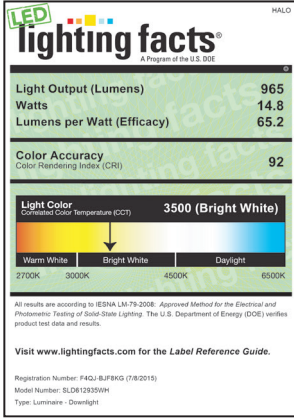 HALO
LED
lighting facts®
A Program of the U.S. DOE
Light Output (Lumens) 965
Watts 14.8
Lumens per Watt (Efficacy) 65.2
Color Accuracy 92
Color Rendering Index (CRI)
Light Color 3500 (Bright White)
Correlated Color Temperature (CCT)
Warm White Bright White Daylight
2700K 3000K 4500K 6500K
All results are according to IESNA LM-79-2008: Approved Method for the Electrical and
Photometric Testing of Solid-State Lighting. The U.S. Department of Energy (DOE) verifies
product test data and results.
Visit www.lightingfacts.com for the Label Reference Guide.
Registration Number: F4QJ-BJF8KG (7/8/2015)
Model Number: SLD612935WH
Type: Luminaire - Downlight